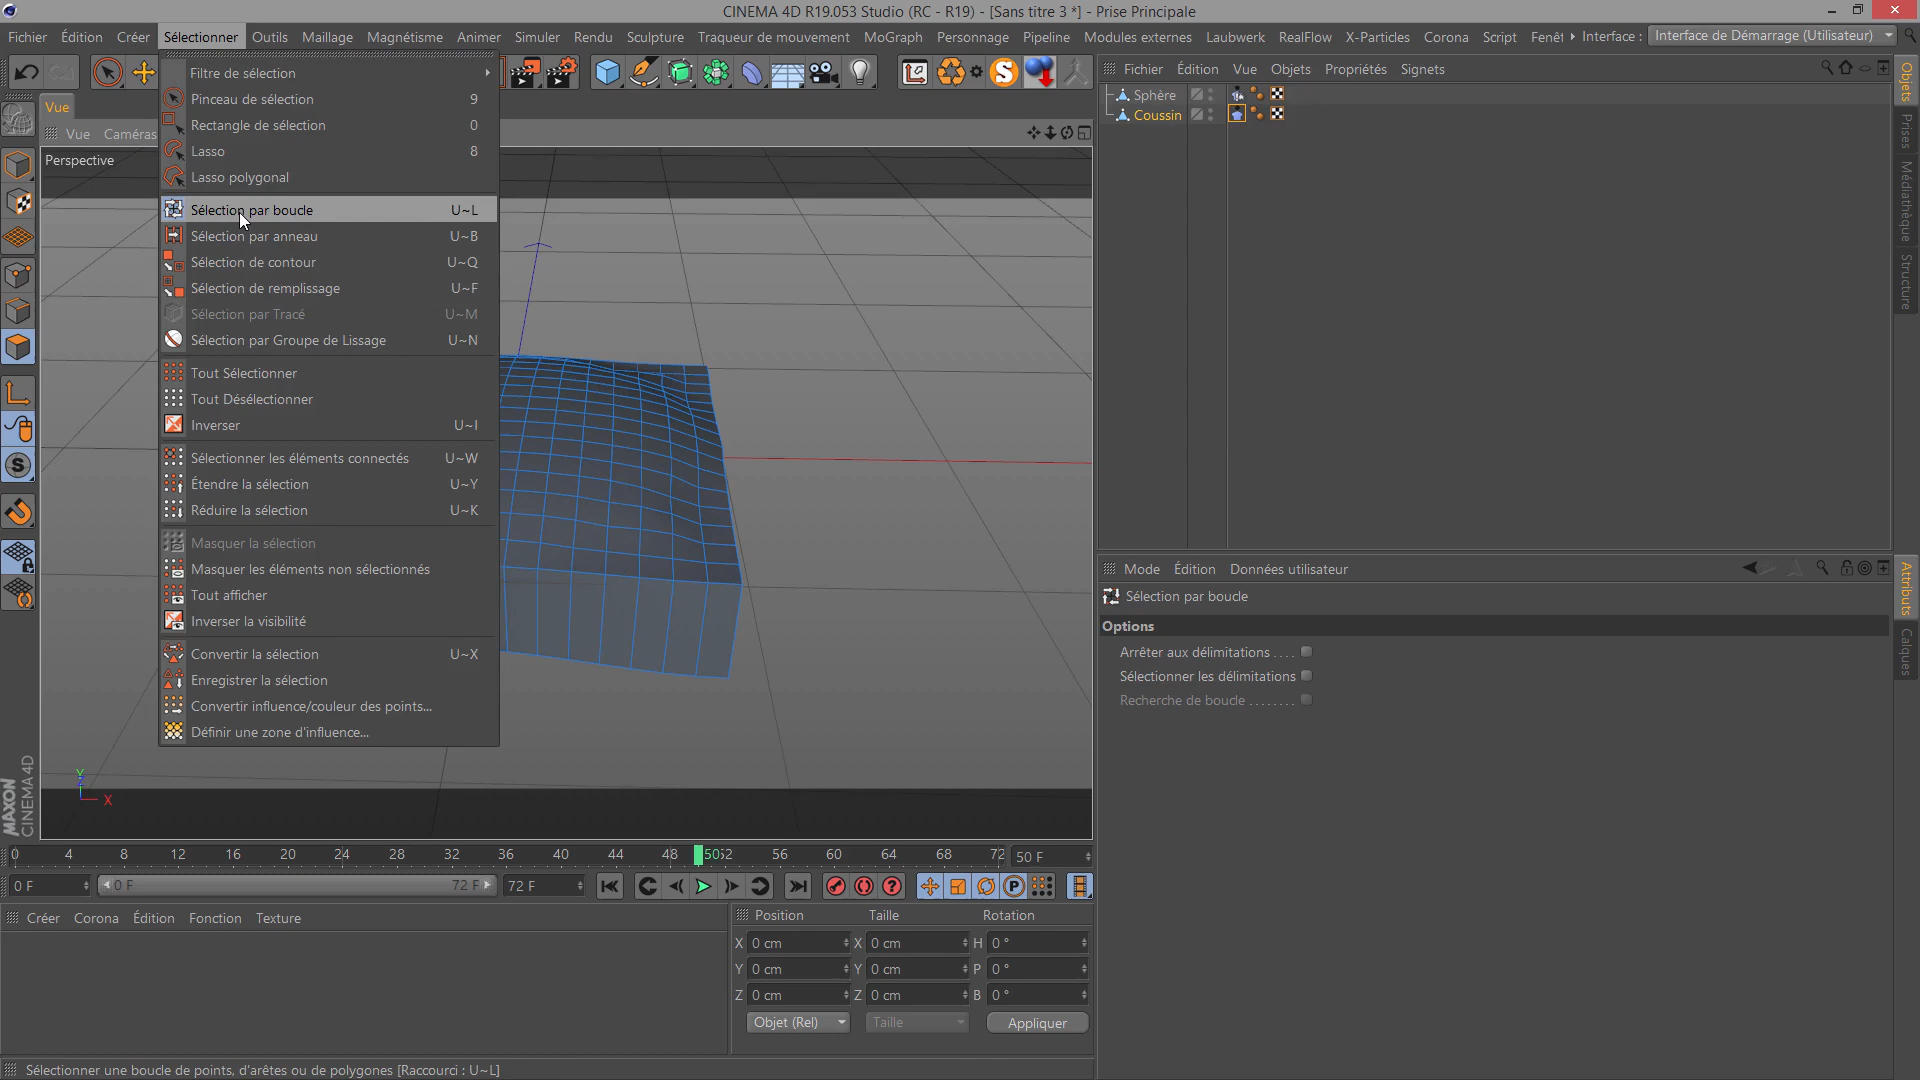 CINEMA 4D R19.053 Studio (RC - R19) - [Sans titre 3 *] - Prise Principale
Fichier Édition Créer Sélectionner Outils Maillage Magnétisme Animer Simuler Rendu Sculpture Traqueur de mouvement MoGraph Personnage Pipeline Modules externes Laubwerk RealFlow X-Particles Corona Script Fenêt Interface : Interface de Démarrage (Utilisateur)
Vue
Vue Caméras
Perspective
Filtre de sélection
Pinceau de sélection 9
Rectangle de sélection 0
Lasso 8
Lasso polygonal
Sélection par boucle U~L
Sélection par anneau U~B
Sélection de contour U~Q
Sélection de remplissage U~F
Sélection par Tracé U~M
Sélection par Groupe de Lissage U~N
Tout Sélectionner
Tout Désélectionner
Inverser U~I
Sélectionner les éléments connectés U~W
Étendre la sélection U~Y
Réduire la sélection U~K
Masquer la sélection
Masquer les éléments non sélectionnés
Tout afficher
Inverser la visibilité
Convertir la sélection U~X
Enregistrer la sélection
Convertir influence/couleur des points...
Définir une zone d'influence...
Y
Z
X
MAXON
CINEMA 4D
Fichier Édition Vue Objets Propriétés Signets
Sphère
Coussin
Objets
Prises
Médiathèque
Structure
Mode Édition Données utilisateur
Sélection par boucle
Options
Arrêter aux délimitations . . . .
Sélectionner les délimitations
Recherche de boucle . . . . . . . .
Attributs
Calques
0 4 8 12 16 20 24 28 32 36 40 44 48 50 52 56 60 64 68 72 50 F
0 F 0 F 72 F 72 F
P
Créer Corona Édition Fonction Texture
Position Taille Rotation
X 0 cm X 0 cm H 0 °
Y 0 cm Y 0 cm P 0 °
Z 0 cm Z 0 cm B 0 °
Objet (Rel) Taille Appliquer
Sélectionner une boucle de points, d'arêtes ou de polygones [Raccourci : U~L]